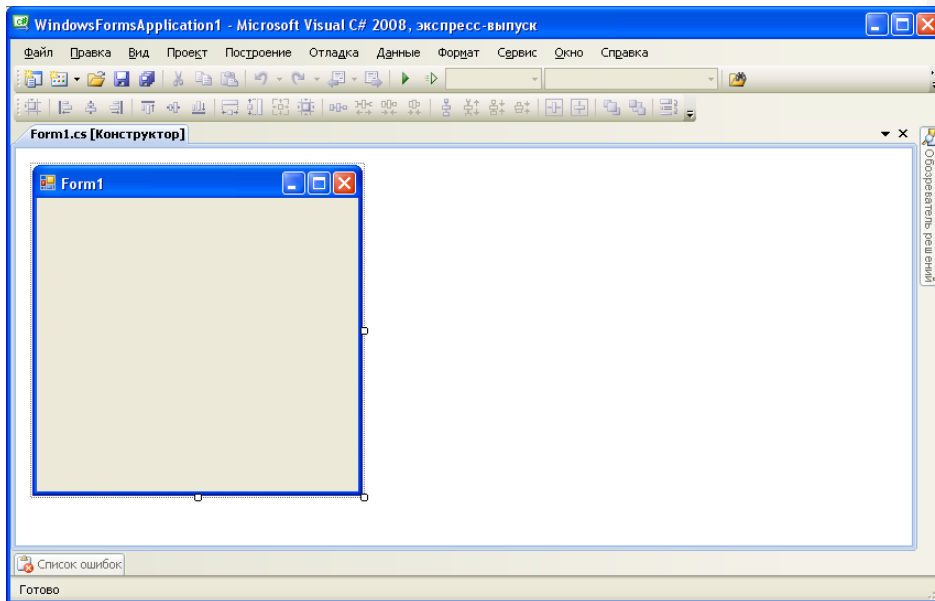 WindowsFormsApplication1 - Microsoft Visual C# 2008, экспресс-выпуск
Файл Правка Вид Проект Построение Отладка Данные Формат Сервис Окно Справка
Form1.cs [Конструктор]
Form1
Обозреватель решений
Список ошибок
Готово